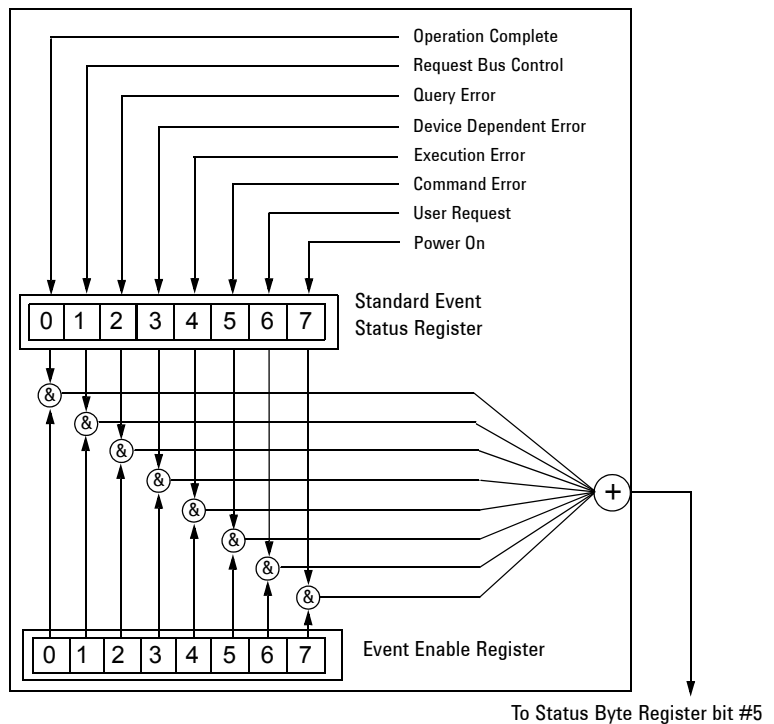 Operation Complete
Request Bus Control
Query Error
Device Dependent Error
Execution Error
Command Error
User Request
Power On
Standard Event
Status Register
0 1 2 3 4 5 6 7
&
&
&
&
&
&
&
&
+
0 1 2 3 4 5 6 7
Event Enable Register
To Status Byte Register bit #5